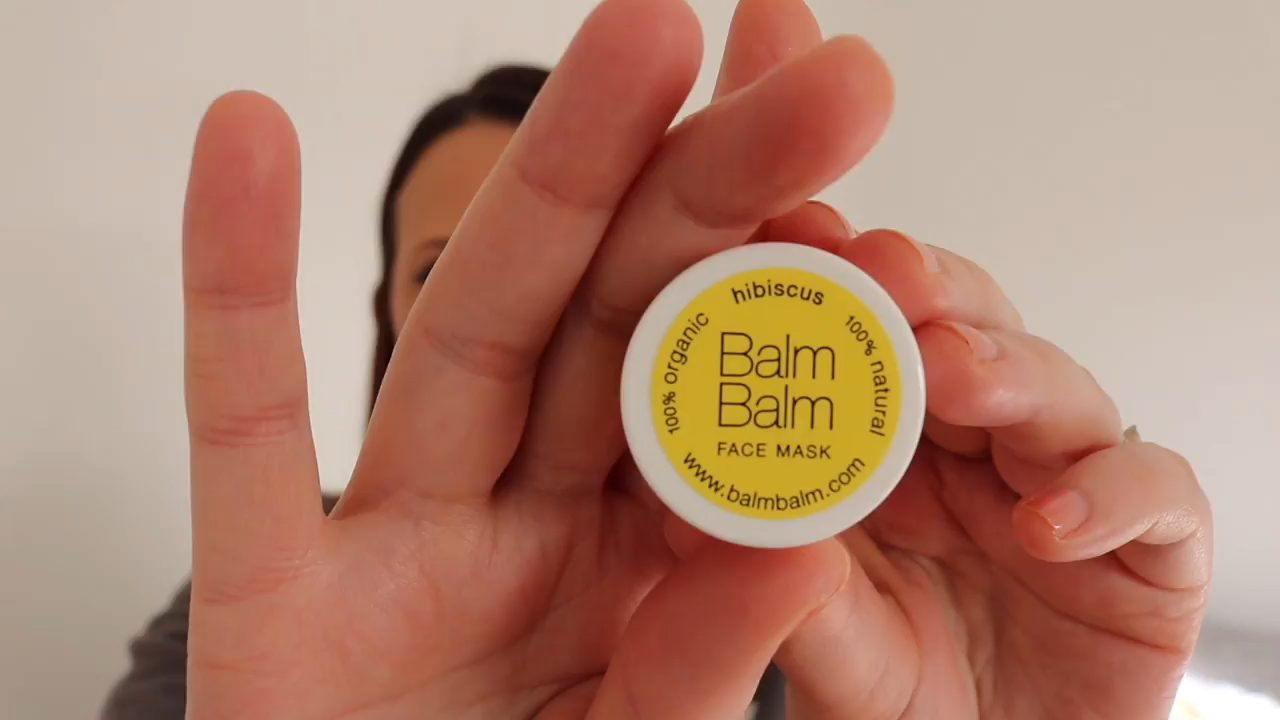 hibiscus
100% organic
100% natural
Balm
Balm
FACE MASK
www.balmbalm.com